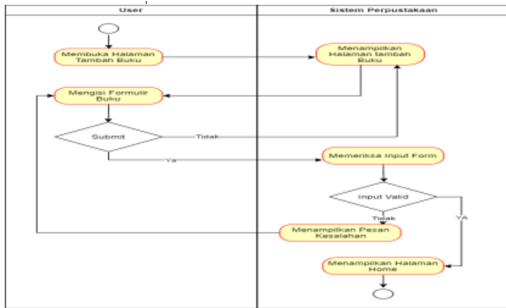 User
Sistem Perpustakaan
Membuka Halaman
Tambah Buku
Menampilkan
Halaman tambah
Buku
Mengisi Formulir
Buku
Submit
Tidak
Ya
Memeriksa Input Form
Input Valid
Tidak
YA
Menampilkan Pesan
Kesalahan
Menampilkan Halaman
Home